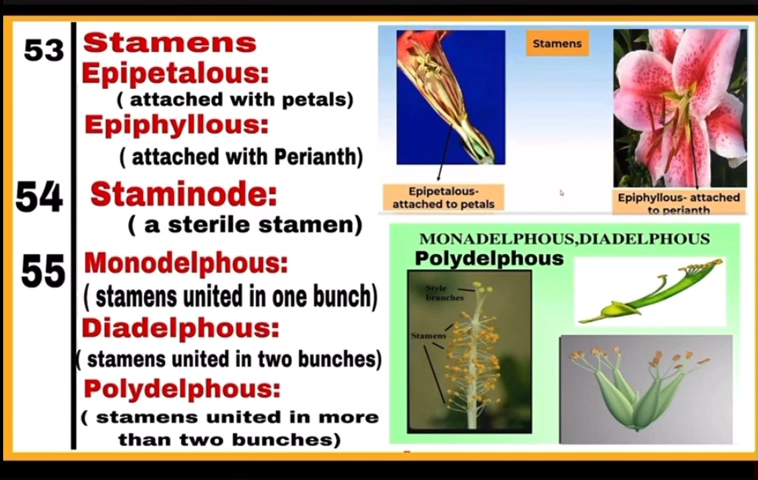 53
Stamens
Epipetalous:
( attached with petals)
Epiphyllous:
( attached with Perianth)
54
Staminode:
( a sterile stamen)
55
Monodelphous:
( stamens united in one bunch)
Diadelphous:
( stamens united in two bunches)
Polydelphous:
( stamens united in more
than two bunches)
Stamens
Epipetalous-
attached to petals
Epiphyllous- attached
to perianth
MONADELPHOUS,DIADELPHOUS
Polydelphous
Style
branches
Stamens